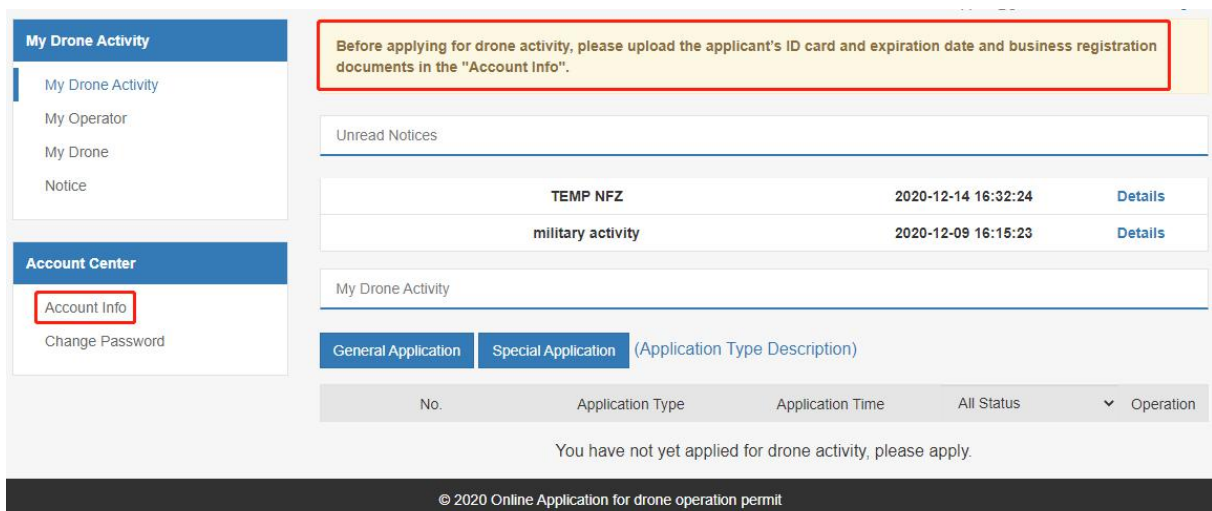 My Drone Activity
My Drone Activity
My Operator
My Drone
Notice
Account Center
Account Info
Change Password
Before applying for drone activity, please upload the applicant's ID card and expiration date and business registration
documents in the "Account Info".
Unread Notices
TEMP NFZ 2020-12-14 16:32:24 Details
military activity 2020-12-09 16:15:23 Details
My Drone Activity
General Application Special Application (Application Type Description)
No. Application Type Application Time All Status Operation
You have not yet applied for drone activity, please apply.
© 2020 Online Application for drone operation permit